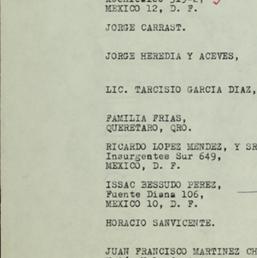 MEXICO 12, D. F.
JORGE CARRAST.
JORGE HEREDIA Y ACEVES,
LIC. TARCISIO GARCIA DIAZ,
FAMILIA FRIAS,
QUERETARO, QRO.
RICARDO LOPEZ MENDEZ, Y SR
Insurgentes Sur 649,
MEXICO, D. F.
ISSAC BESSUDO PEREZ,
Fuente Diana 106,
MEXICO 10, D. F.
HORACIO SANVICENTE.
JUAN FRANCISCO MARTINEZ CH